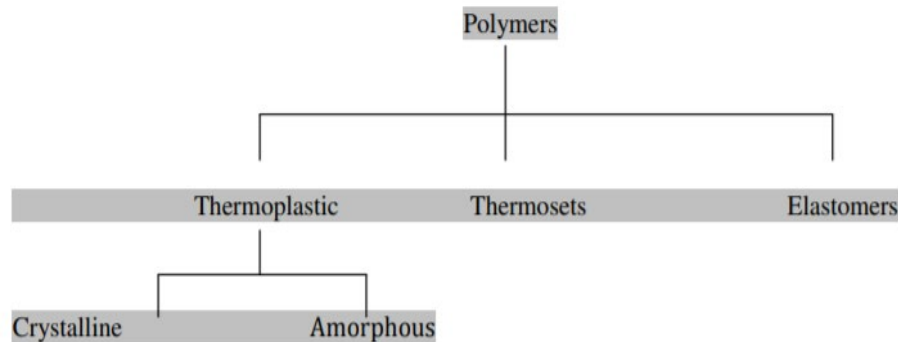 Polymers
Thermoplastic Thermosets Elastomers
Crystalline Amorphous